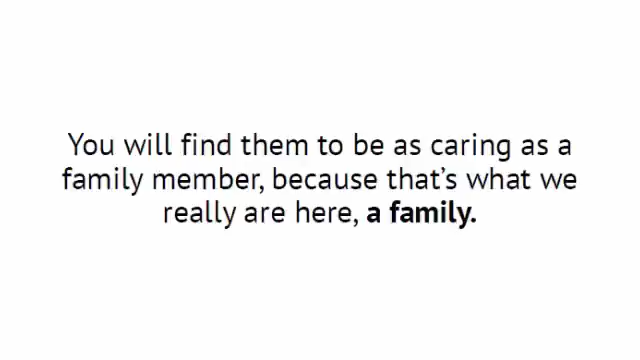 You will find them to be as caring as a
family member, because that's what we
really are here, a family.